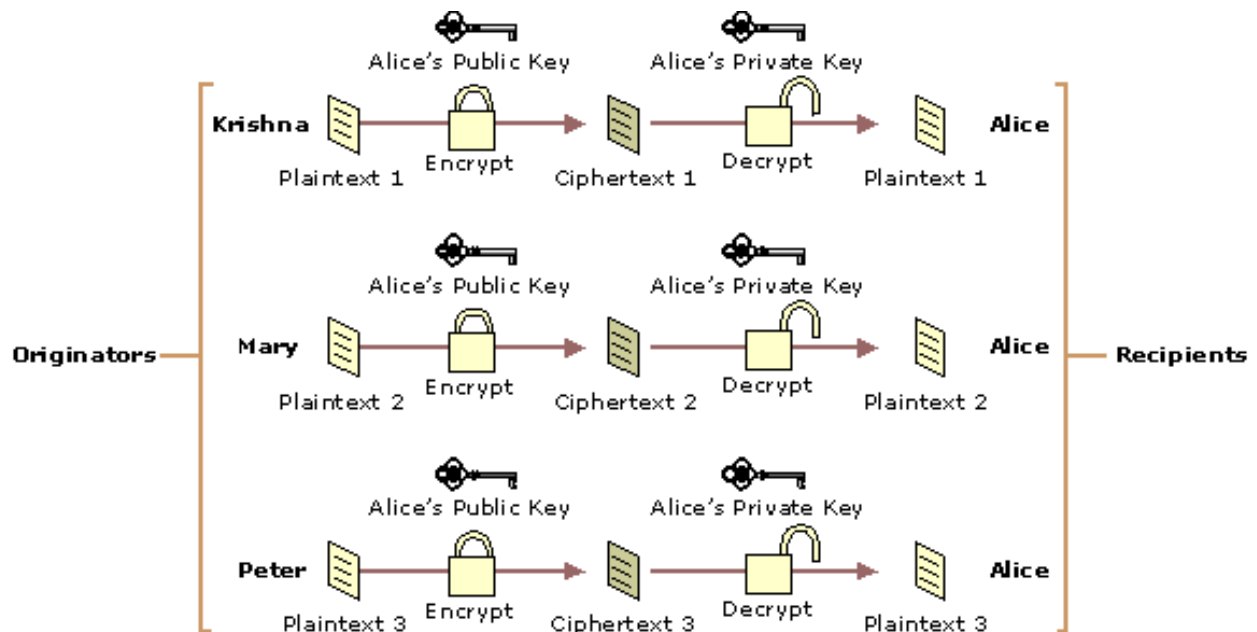 Alice’s Public Key Alice’s Private Key
Krishna Alice
Encrypt Decrypt
Plaintext 1 Ciphertext 1 Plaintext 1
Alice’s Public Key Alice’s Private Key
Mary Alice
Originators Recipients
Encrypt Decrypt
Plaintext 2 Ciphertext 2 Plaintext 2
Alice’s Public Key Alice’s Private Key
Peter Alice
Encrypt Decrypt
Plaintext 3 Ciphertext 3 Plaintext 3